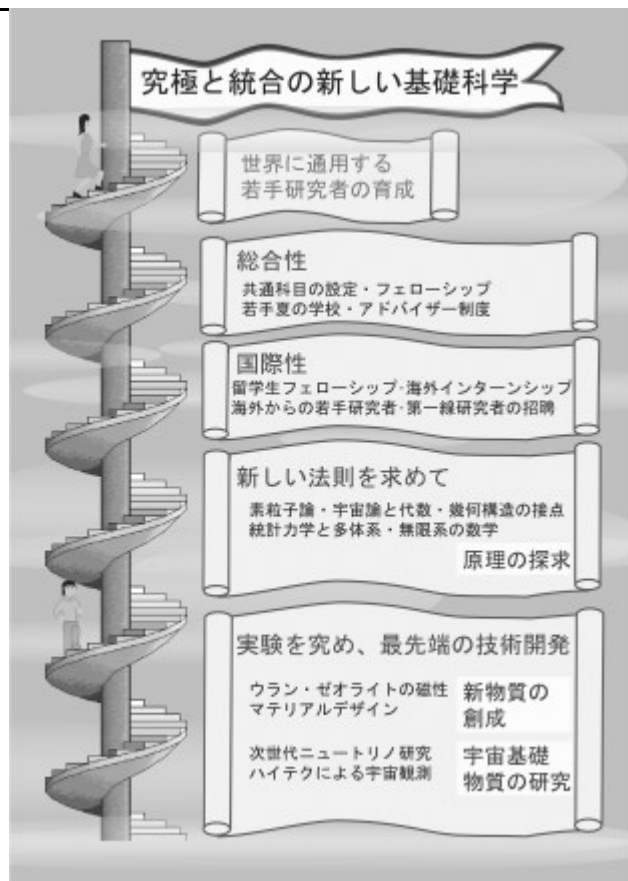 究極と統合の新しい基礎科学
世界に通用する
若手研究者の育成
総合性
共通科目の設定・フェローシップ
若手夏の学校・アドバイザー制度
国際性
留学生フェローシップ・海外インターンシップ
海外からの若手研究者・第一線研究者の招聘
新しい法則を求めて
素粒子論・宇宙論と代数・幾何構造の接点
統計力学と多体系・無限系の数学
原理の探求
実験を究め、最先端の技術開発
ウラン・ゼオライトの磁性
マテリアルデザイン
新物質の
創成
次世代ニュートリノ研究
ハイテクによる宇宙観測
宇宙基礎
物質の研究